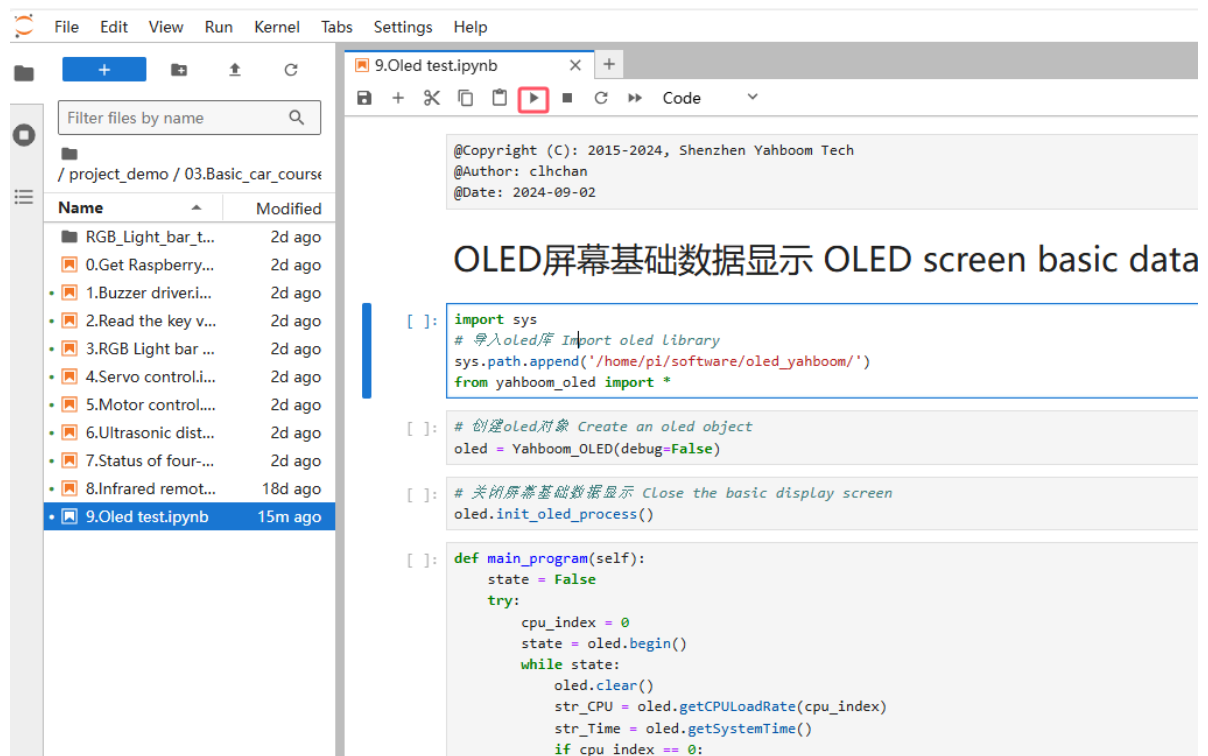 File Edit View Run Kernel Tabs Settings Help
+
Filter files by name
/ project_demo / 03.Basic_car_course
Name Modified
RGB_Light_bar_t... 2d ago
0.Get Raspberry... 2d ago
1.Buzzer driver.i... 2d ago
2.Read the key v... 2d ago
3.RGB Light bar ... 2d ago
4.Servo control.i... 2d ago
5.Motor control.... 2d ago
6.Ultrasonic dist... 2d ago
7.Status of four-... 2d ago
8.Infrared remot... 18d ago
9.Oled test.ipynb 15m ago
9.Oled test.ipynb × +
+ Code
@Copyright (C): 2015-2024, Shenzhen Yahboom Tech
@Author: clhchan
@Date: 2024-09-02
OLED屏幕基础数据显示 OLED screen basic data
[ ]: import sys
# 导入oled库 Import oled library
sys.path.append('/home/pi/software/oled_yahboom/')
from yahboom_oled import *
[ ]: # 创建oled对象 Create an oled object
oled = Yahboom_OLED(debug=False)
[ ]: # 关闭屏幕基础数据显示 Close the basic display screen
oled.init_oled_process()
[ ]: def main_program(self):
state = False
try:
cpu_index = 0
state = oled.begin()
while state:
oled.clear()
str_CPU = oled.getCPULoadRate(cpu_index)
str_Time = oled.getSystemTime()
if cpu_index == 0: